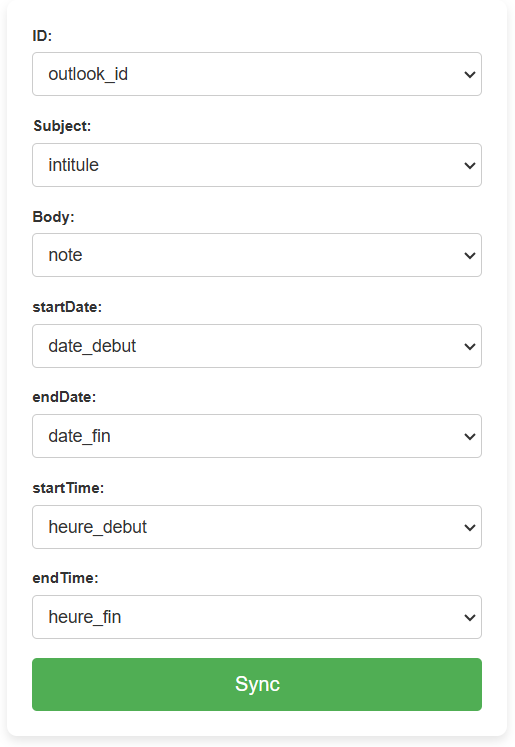 ID:
outlook_id
Subject:
intitule
Body:
note
startDate:
date_debut
endDate:
date_fin
startTime:
heure_debut
endTime:
heure_fin
Sync